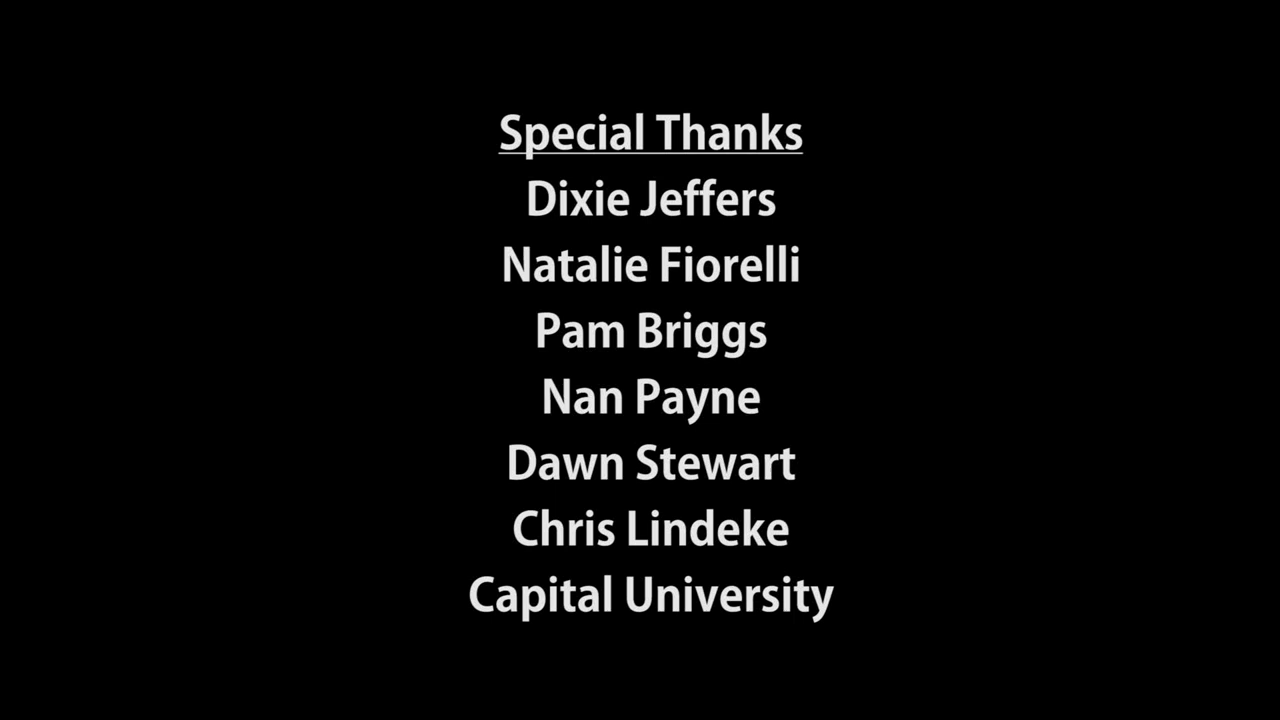 Special Thanks
Dixie Jeffers
Natalie Fiorelli
Pam Briggs
Nan Payne
Dawn Stewart
Chris Lindeke
Capital University